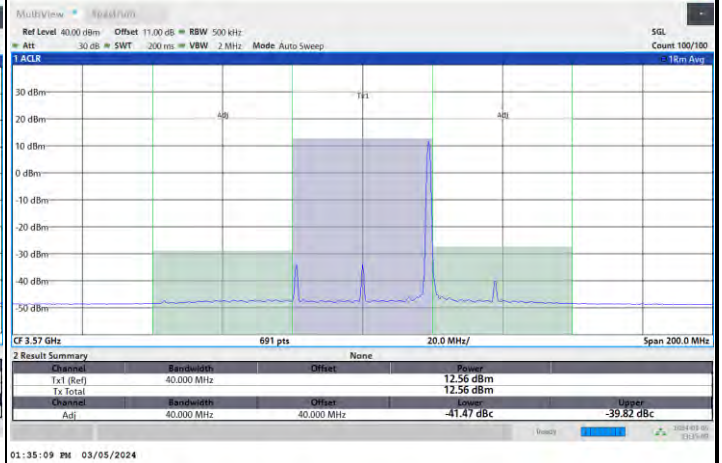 MultiView Spectrum
Ref Level 40.00 dBm Offset 11.00 dB RBW 500 kHz SGL
Att 30 dB SWT 200 ms VBW 2 MHz Mode Auto Sweep Count 100/100
1 ACLR 1Rm Avg
30 dBm
Tx1
20 dBm
Adj Adj
10 dBm
0 dBm
-10 dBm
-20 dBm
-30 dBm
-40 dBm
-50 dBm
CF 3.57 GHz 691 pts 20.0 MHz/ Span 200.0 MHz
2 Result Summary None
Channel Bandwidth Offset Power
Tx1 (Ref) 40.000 MHz 12.56 dBm
Tx Total 12.56 dBm
Channel Bandwidth Offset Lower Upper
Adj 40.000 MHz 40.000 MHz -41.47 dBc -39.82 dBc
Ready
01:35:09 PM 03/05/2024